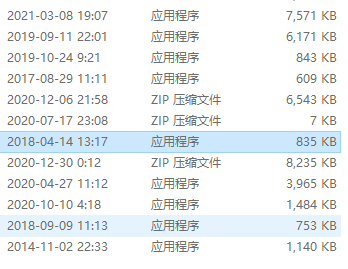 2021-03-08 19:07 应用程序 7,571 KB
2019-09-11 22:01 应用程序 6,171 KB
2019-10-24 9:21 应用程序 843 KB
2017-08-29 11:11 应用程序 609 KB
2020-12-06 21:58 ZIP 压缩文件 6,543 KB
2020-07-17 23:08 ZIP 压缩文件 7 KB
2018-04-14 13:17 应用程序 835 KB
2020-12-30 0:12 ZIP 压缩文件 8,235 KB
2020-04-27 11:12 应用程序 3,965 KB
2020-10-10 4:18 应用程序 1,484 KB
2018-09-09 11:13 应用程序 753 KB
2014-11-02 22:33 应用程序 1,140 KB